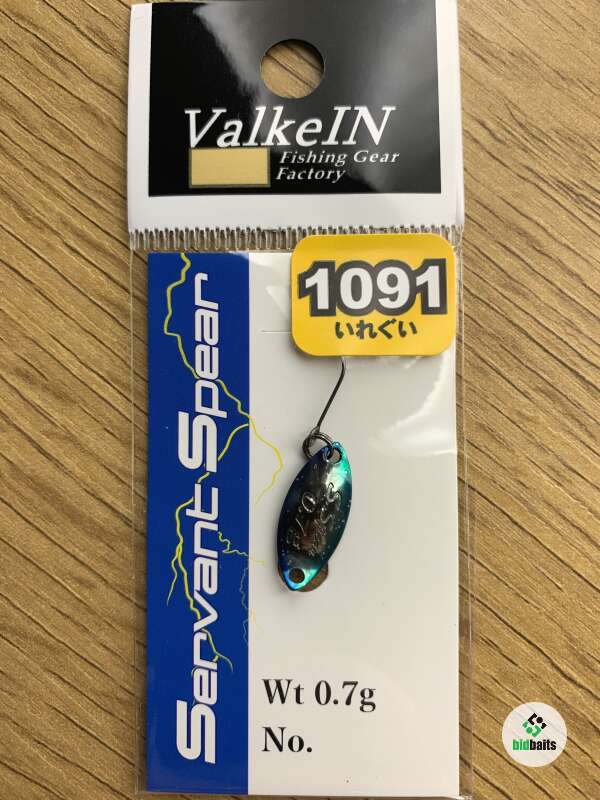 ValkeIN
Fishing Gear
Factory
1091
いれぐい
Servant Spear
Wt 0.7g
No.
bidbaits